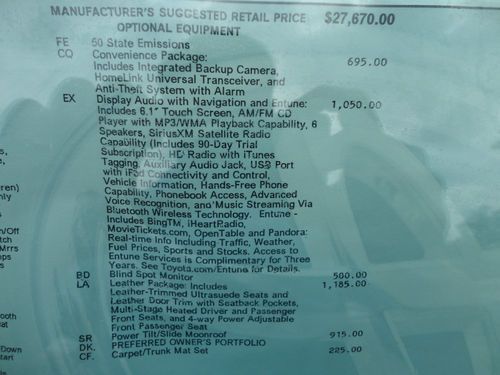 MANUFACTURER'S SUGGESTED RETAIL PRICE $27,670.00
OPTIONAL EQUIPMENT
FE 50 State Emissions
CQ Convenience Package: 695.00
Includes Integrated Backup Camera,
HomeLink Universal Transceiver, and
Anti-Theft System with Alarm
EX Display Audio with Navigation and Entune: 1,050.00
Includes 6.1" Touch Screen, AM/FM CD
Player with MP3/WMA Playback Capability, 6
Speakers, SiriusXM Satellite Radio
Capability (Includes 90-Day Trial
Subscription), HD Radio with iTunes
Tagging, Auxiliary Audio Jack, USB Port
with iPod Connectivity and Control,
Vehicle Information, Hands-Free Phone
Capability, Phonebook Access, Advanced
Voice Recognition, and Music Streaming Via
Bluetooth Wireless Technology. Entune -
Includes BingTM, iHeartRadio,
MovieTickets.com, OpenTable and Pandora:
Real-time Info Including Traffic, Weather,
Fuel Prices, Sports and Stocks. Access to
Entune Services is Complimentary for Three
Years. See Toyota.com/Entune for Details.
BD Blind Spot Monitor 500.00
LA Leather Package: Includes 1,185.00
Leather-Trimmed Ultrasuede Seats and
Leather Door Trim with Seatback Pockets,
Multi-Stage Heated Driver and Passenger
Front Seats, and 4-way Power Adjustable
Front Passenger Seat
SR Power Tilt/Slide Moonroof 915.00
DK. PREFERRED OWNER'S PORTFOLIO
CF. Carpet/Trunk Mat Set 225.00